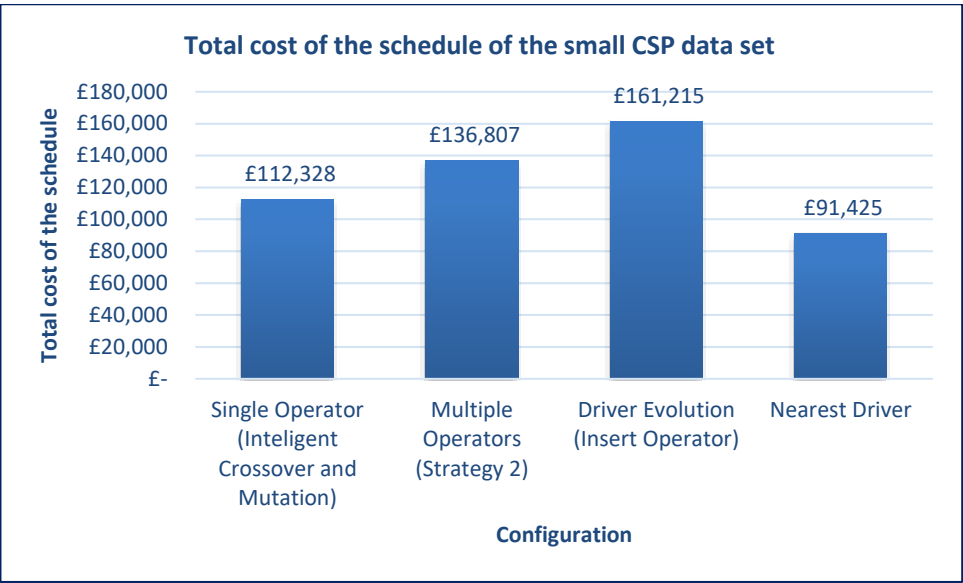 Total cost of the schedule of the small CSP data set
Total cost of the schedule
£180,000
£160,000
£140,000
£120,000
£100,000
£80,000
£60,000
£40,000
£20,000
£-
£112,328
£136,807
£161,215
£91,425
Single Operator
(Inteligent
Crossover and
Mutation)
Multiple
Operators
(Strategy 2)
Driver Evolution
(Insert Operator)
Nearest Driver
Configuration